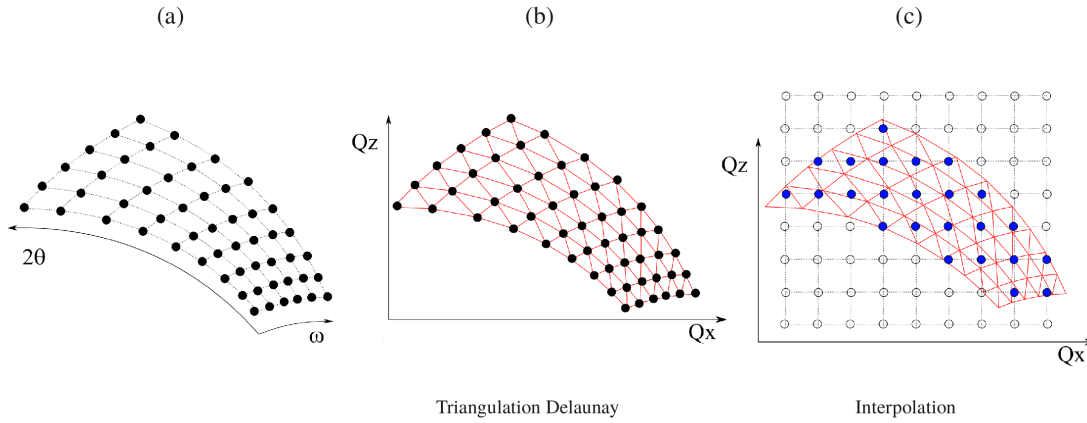 (a)
(b)
(c)
Qz
Qz
2θ
ω
Qx
Qx
Triangulation Delaunay
Interpolation